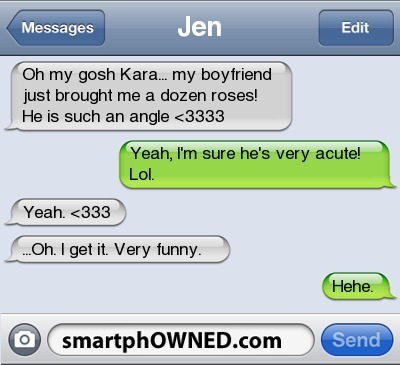 Messages
Jen
Edit
Oh my gosh Kara... my boyfriend
just brought me a dozen roses!
He is such an angle <3333
Yeah, I'm sure he's very acute!
Lol.
Yeah. <333
...Oh. I get it. Very funny.
Hehe.
smartphOWNED.com
Send